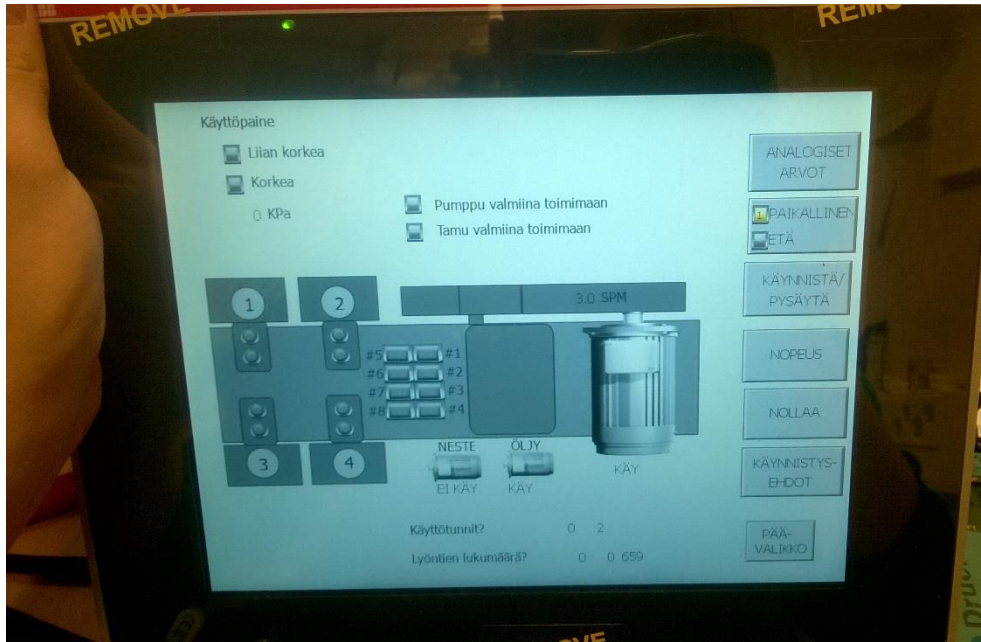 REMOVE
REMOVE
Käyttöpaine
Liian korkea
Korkea
0 KPa
Pumppu valmiina toimimaan
Tamu valmiina toimimaan
ANALOGISET
ARVOT
1 PAIKALLINEN
ETÄ
KÄYNNISTÄ/
PYSÄYTÄ
NOPEUS
NOLLAA
KÄYNNISTYS-
EHDOT
PÄÄ-
VALIKKO
3.0 SPM
1
2
#5 #1
#6 #2
#7 #3
#8 #4
3
4
NESTE
EI KÄY
ÖLJY
KÄY
KÄY
Käyttötunnit? 0 2
Lyöntien lukumäärä? 0 0 659
REMOVE